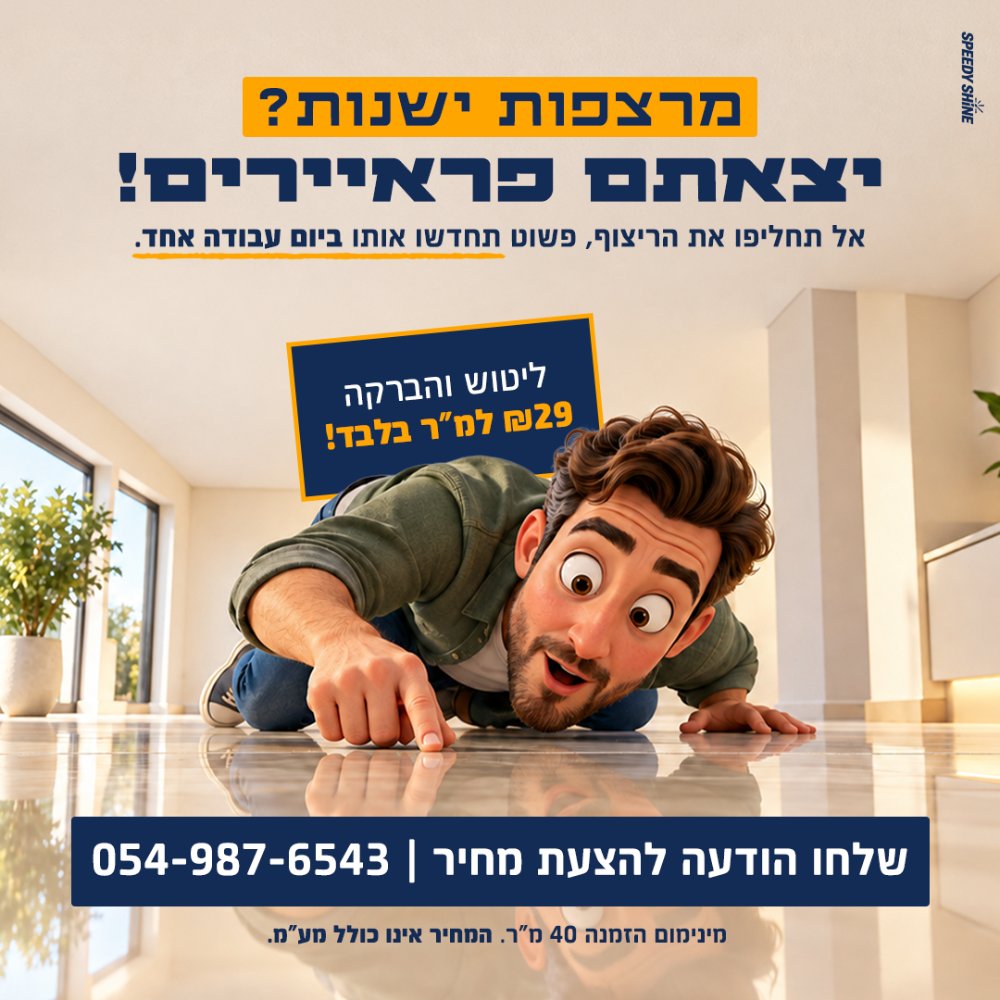 SPEEDY SHINE
מרצפות ישנות?
יצאתם פראיירים!
אל תחליפו את הריצוף, פשוט תחדשו אותו ביום עבודה אחד.
ליטוש והברקה
₪29 למ״ר בלבד!
שלחו הודעה להצעת מחיר | 054-987-6543
מינימום הזמנה 40 מ״ר. המחיר אינו כולל מע״מ.